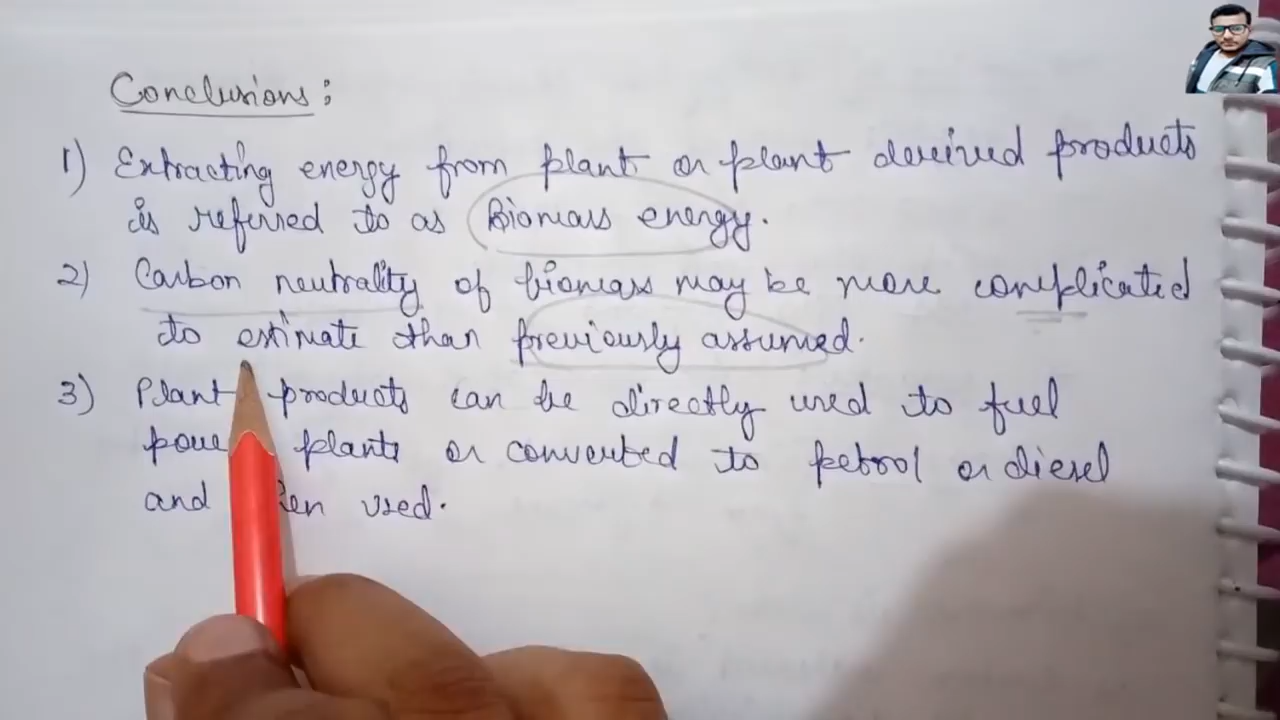 Conclusions:
1) Extracting energy from plant or plant derived products
is referred to as Biomass energy.
2) Carbon neutrality of biomass may be more complicated
to estimate than previously assumed.
3) Plant products can be directly used to fuel
plants or converted to petrol or diesel
and used.